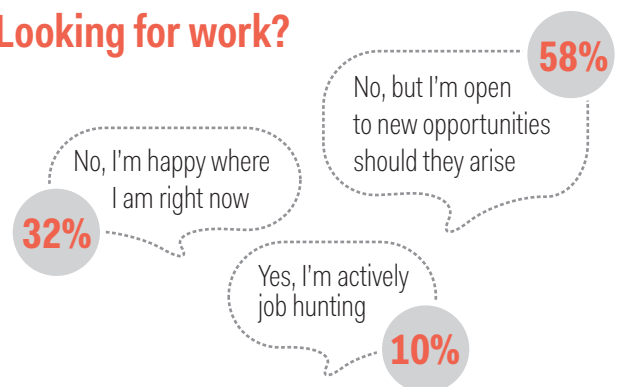 Looking for work?
58%
No, but I'm open
to new opportunities
should they arise
No, I'm happy where
I am right now
32%
Yes, I'm actively
job hunting
10%